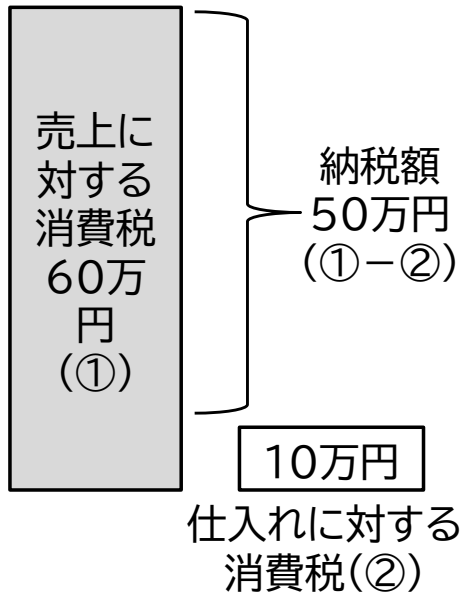 売上に
対する
消費税
60万
円
(①)
納税額
50万円
(①－②)
10万円
仕入れに対する
消費税(②)